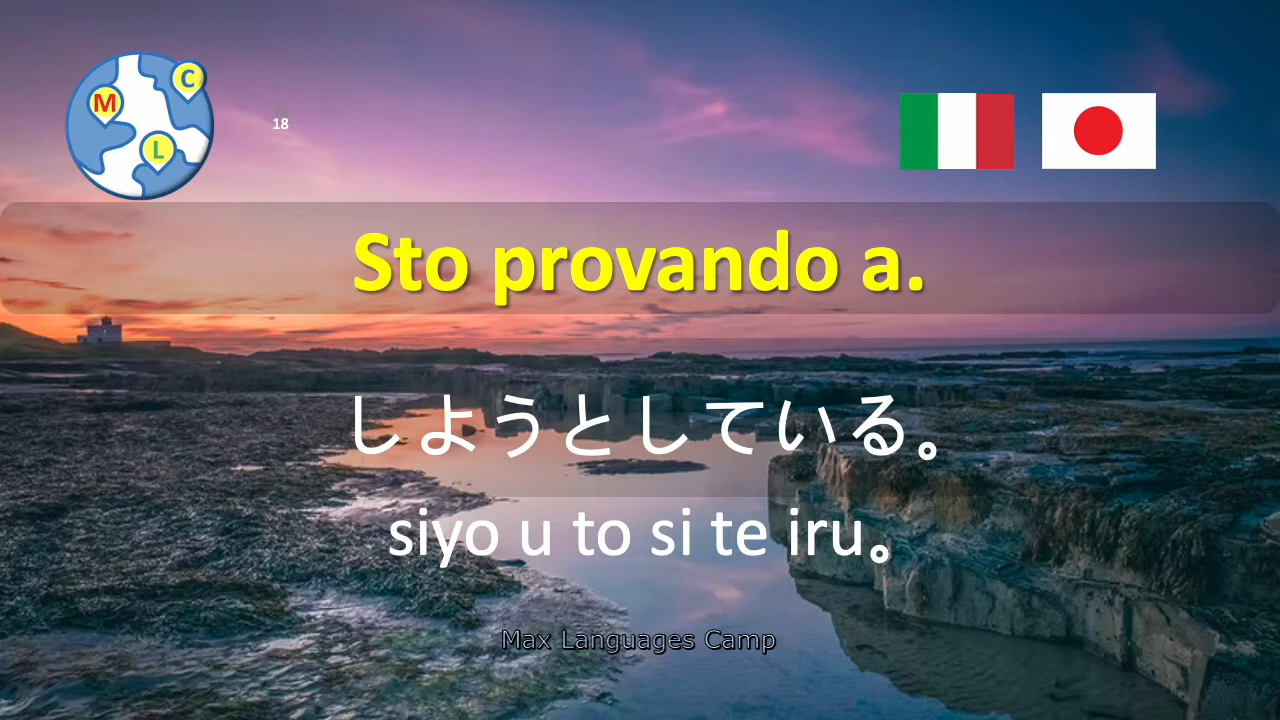 C
M
L
18
Sto provando a.
しようとしている。
siyo u to si te iru。
Max Languages Camp